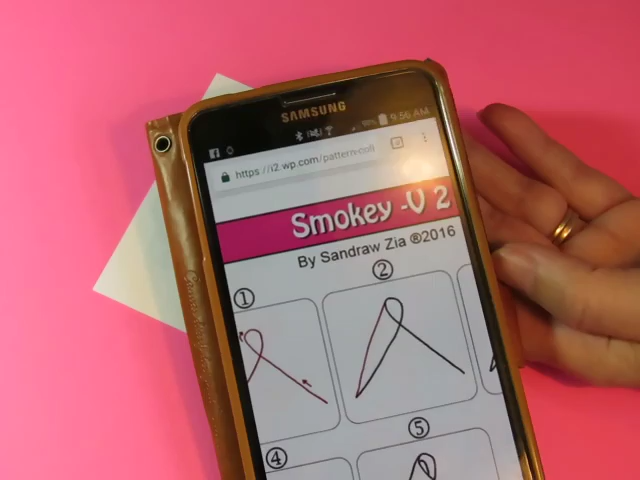 SAMSUNG
9:56 AM
https://i2.wp.com/pattern-coll
Smokey -V 2
By Sandraw Zia ®2016
①
②
④
⑤